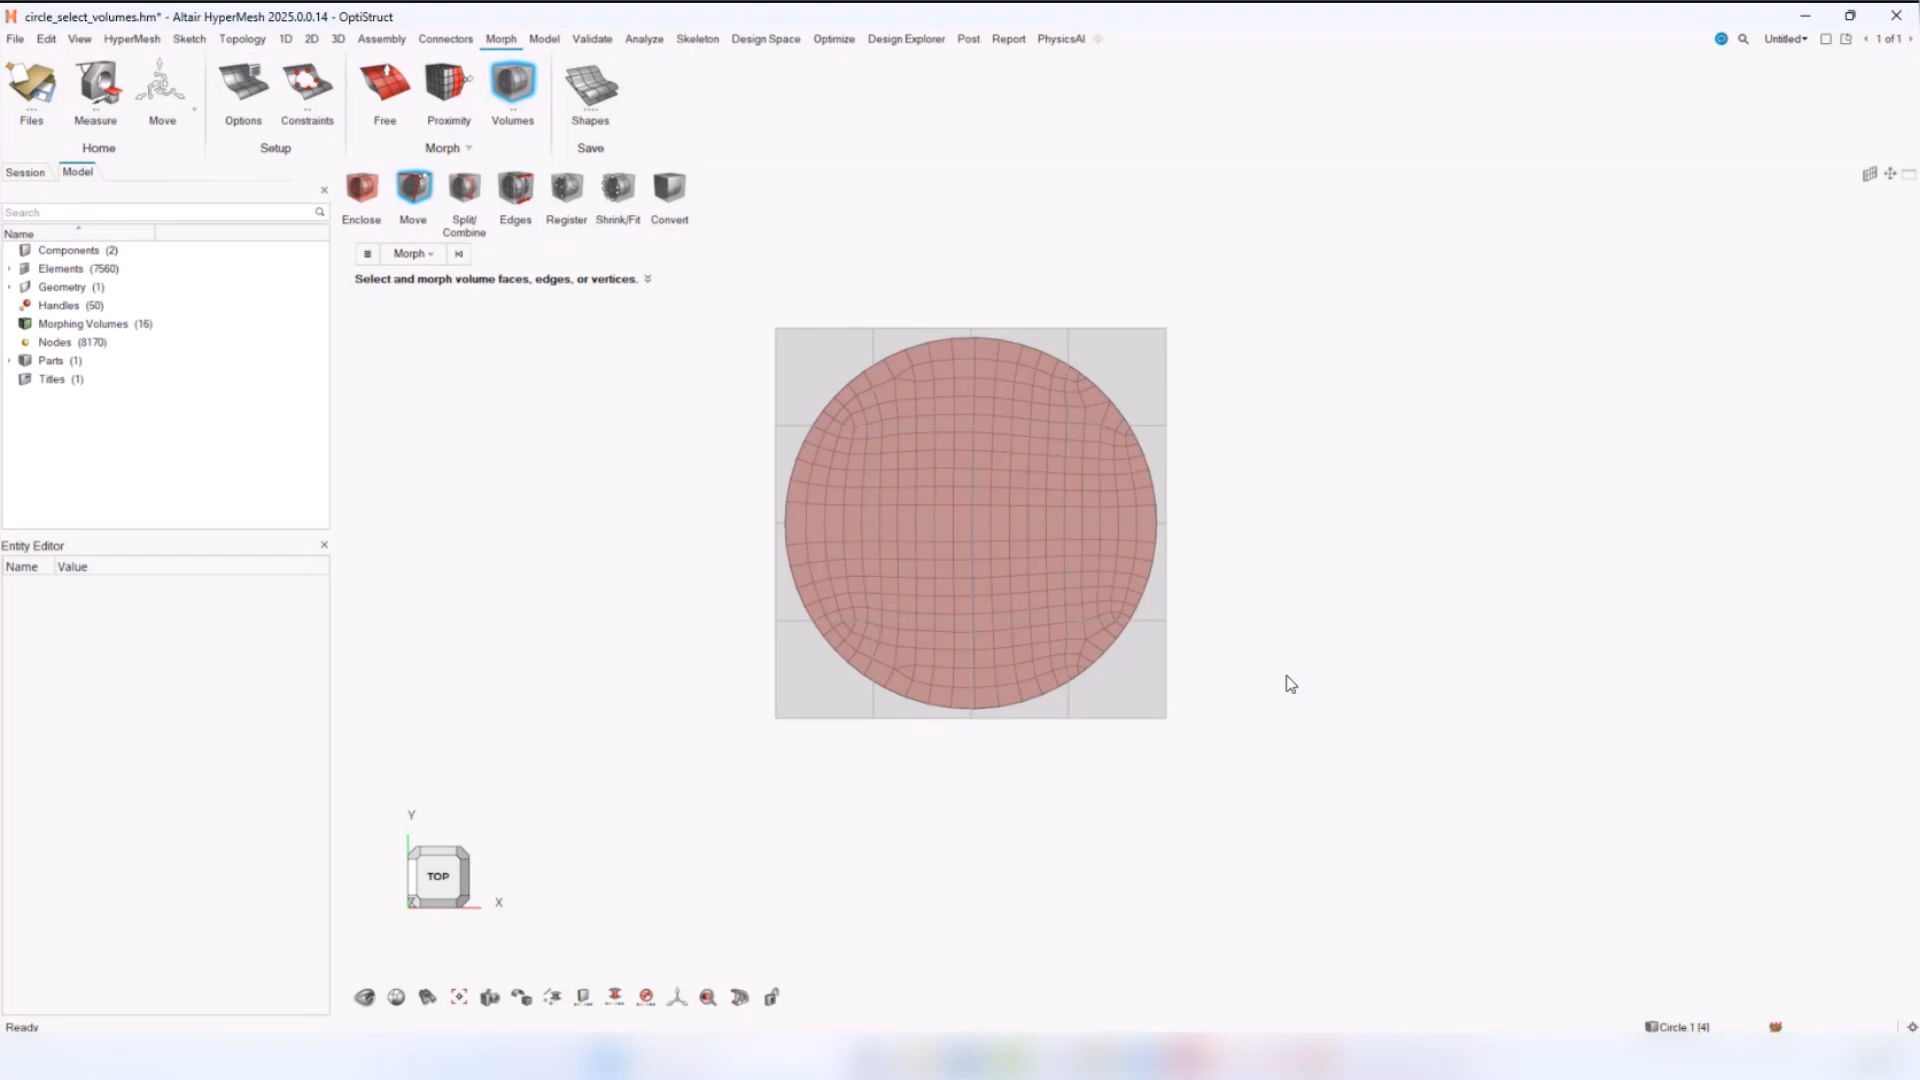 circle_select_volumes.hm* - Altair HyperMesh 2025.0.0.14 - OptiStruct
File Edit View HyperMesh Sketch Topology 1D 2D 3D Assembly Connectors Morph Model Validate Analyze Skeleton Design Space Optimize Design Explorer Post Report PhysicsAI
Untitled 1 of 1
Files Measure Move Options Constraints Free Proximity Volumes Shapes
Home Setup Morph Save
Session Model
Enclose Move Split/ Combine Edges Register Shrink/Fit Convert
Search
Name
Components (2)
Elements (7560)
Geometry (1)
Handles (50)
Morphing Volumes (16)
Nodes (8170)
Parts (1)
Titles (1)
Morph
Select and morph volume faces, edges, or vertices.
Entity Editor
Name Value
Y
TOP
Z
X
Ready
Circle.1 [4]